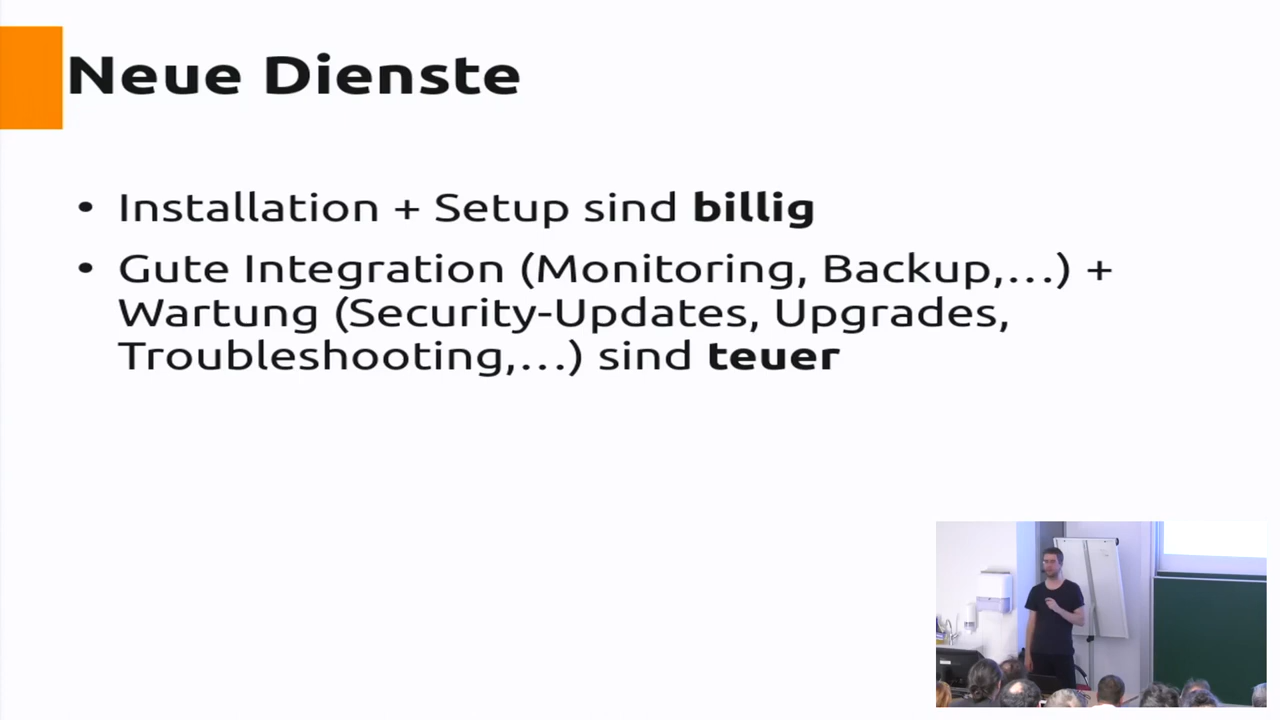 Neue Dienste
• Installation + Setup sind billig
• Gute Integration (Monitoring, Backup,…) +
Wartung (Security-Updates, Upgrades,
Troubleshooting,…) sind teuer